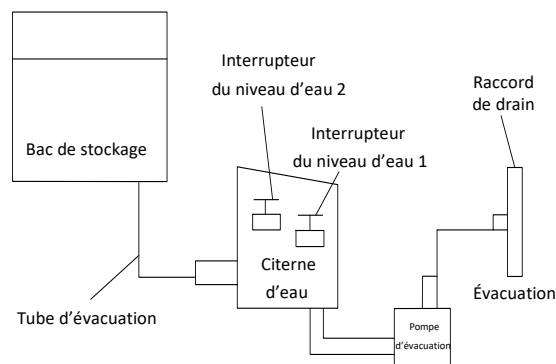 Interrupteur
du niveau d'eau 2
Raccord
de drain
Interrupteur
du niveau d'eau 1
Bac de stockage
Citerne
d'eau
Évacuation
Tube d'évacuation
Pompe
d'évacuation